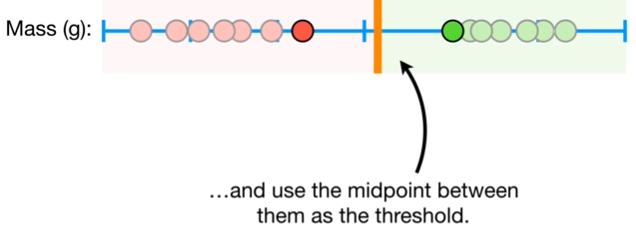 Mass (g):
...and use the midpoint between
them as the threshold.